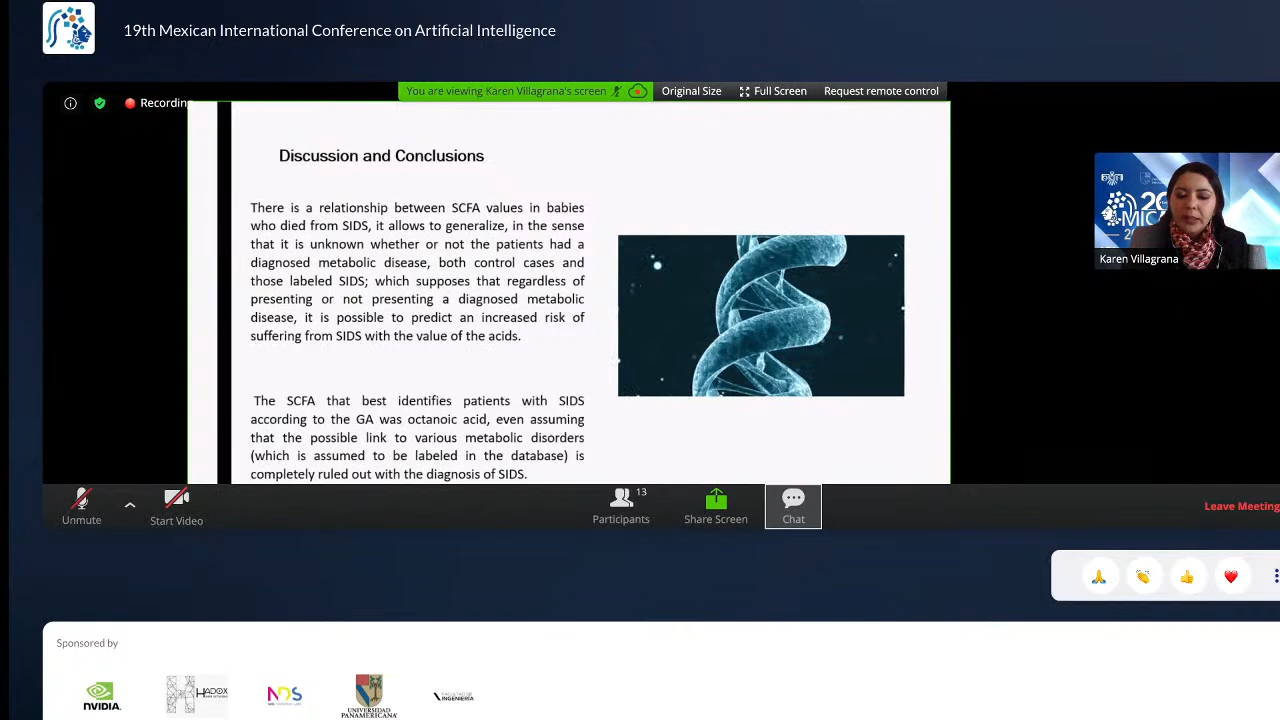 19th Mexican International Conference on Artificial Intelligence
You are viewing Karen Villagrana's screen
Original Size
Full Screen
Request remote control
Recording
Discussion and Conclusions
There is a relationship between SCFA values in babies
who died from SIDS, it allows to generalize, in the sense
that it is unknown whether or not the patients had a
diagnosed metabolic disease, both control cases and
those labeled SIDS; which supposes that regardless of
presenting or not presenting a diagnosed metabolic
disease, it is possible to predict an increased risk of
suffering from SIDS with the value of the acids.
The SCFA that best identifies patients with SIDS
according to the GA was octanoic acid, even assuming
that the possible link to various metabolic disorders
(which is assumed to be labeled in the database) is
completely ruled out with the diagnosis of SIDS.
Karen Villagrana
Unmute
Start Video
Participants
13
Share Screen
Chat
Leave Meeting
Sponsored by
NVIDIA.
HADOX
NDS
UNIVERSIDAD
PANAMERICANA
FACULTAD DE
INGENIERÍA